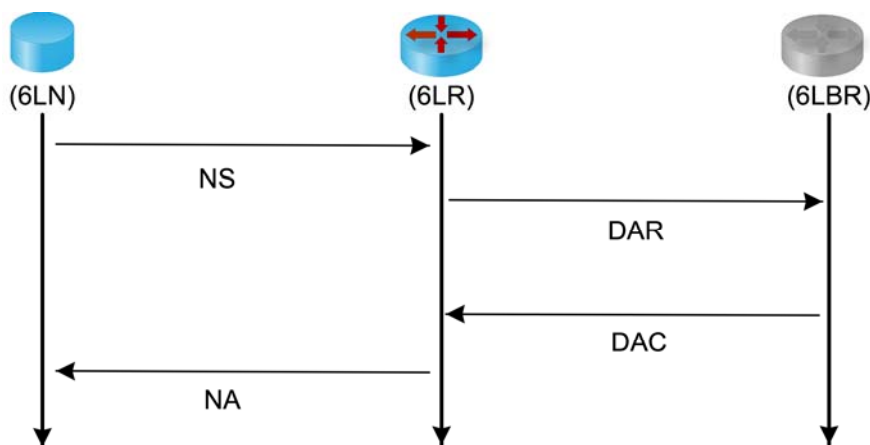 (6LN)
(6LR)
(6LBR)
NS
DAR
DAC
NA